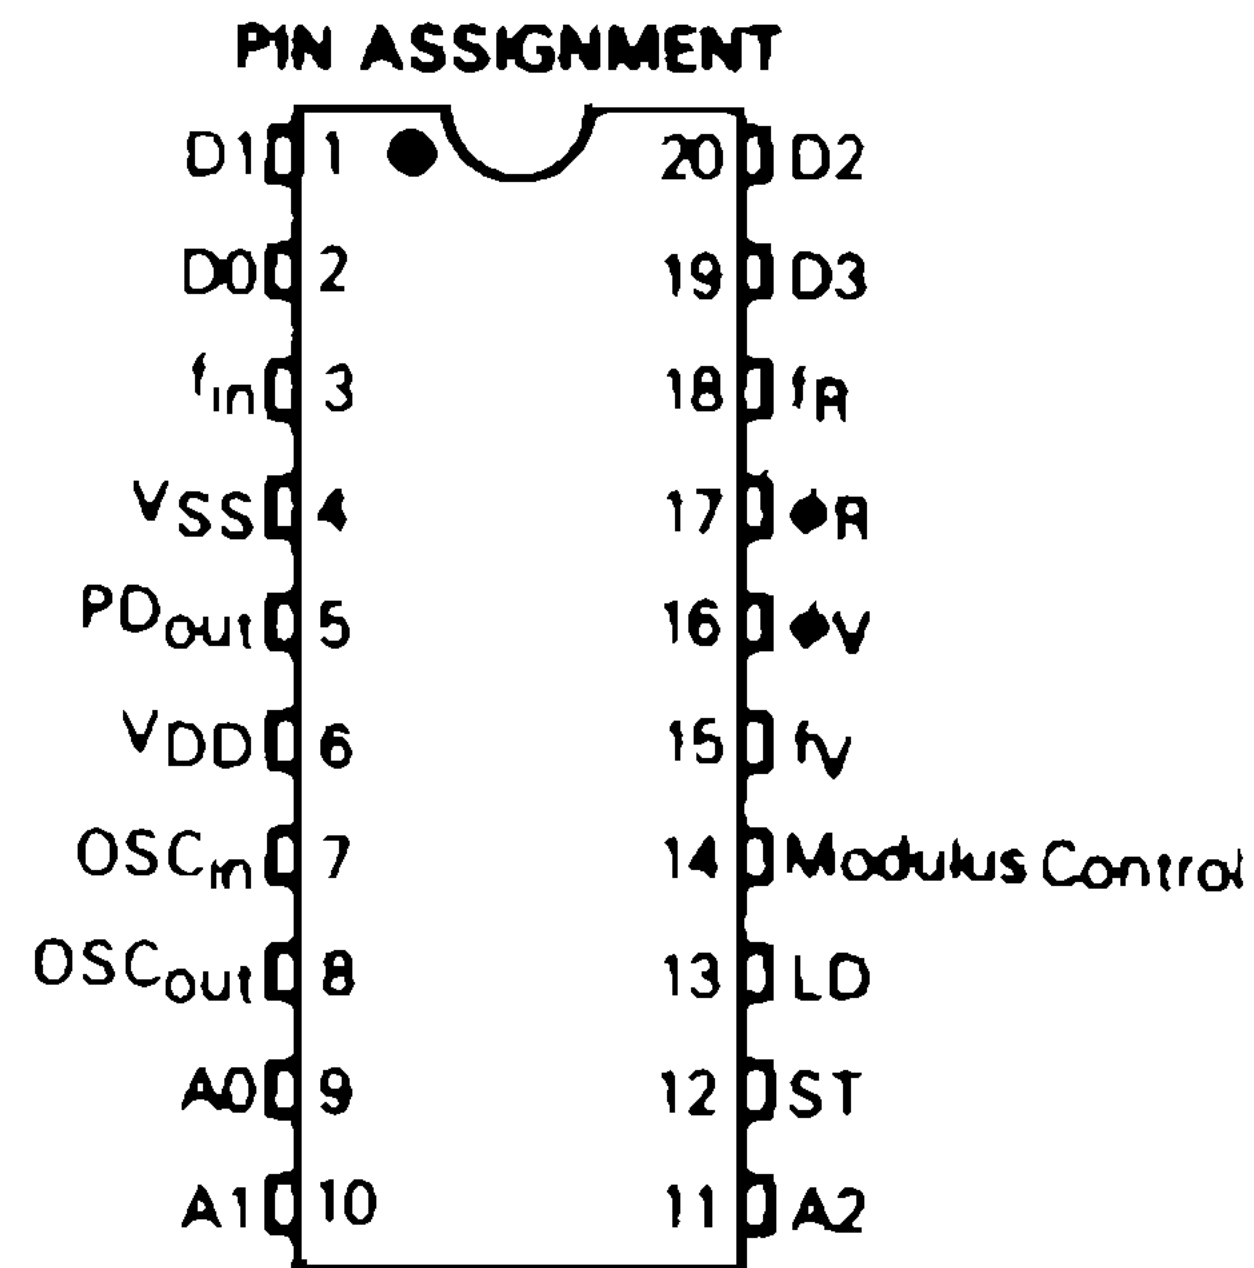 PIN ASSIGNMENT
D1 1 20 D2
D0 2 19 D3
fin 3 18 fR
VSS 4 17 ϕR
PDout 5 16 ϕV
VDD 6 15 fV
OSCin 7 14 Modulus Control
OSCout 8 13 LD
A0 9 12 ST
A1 10 11 A2